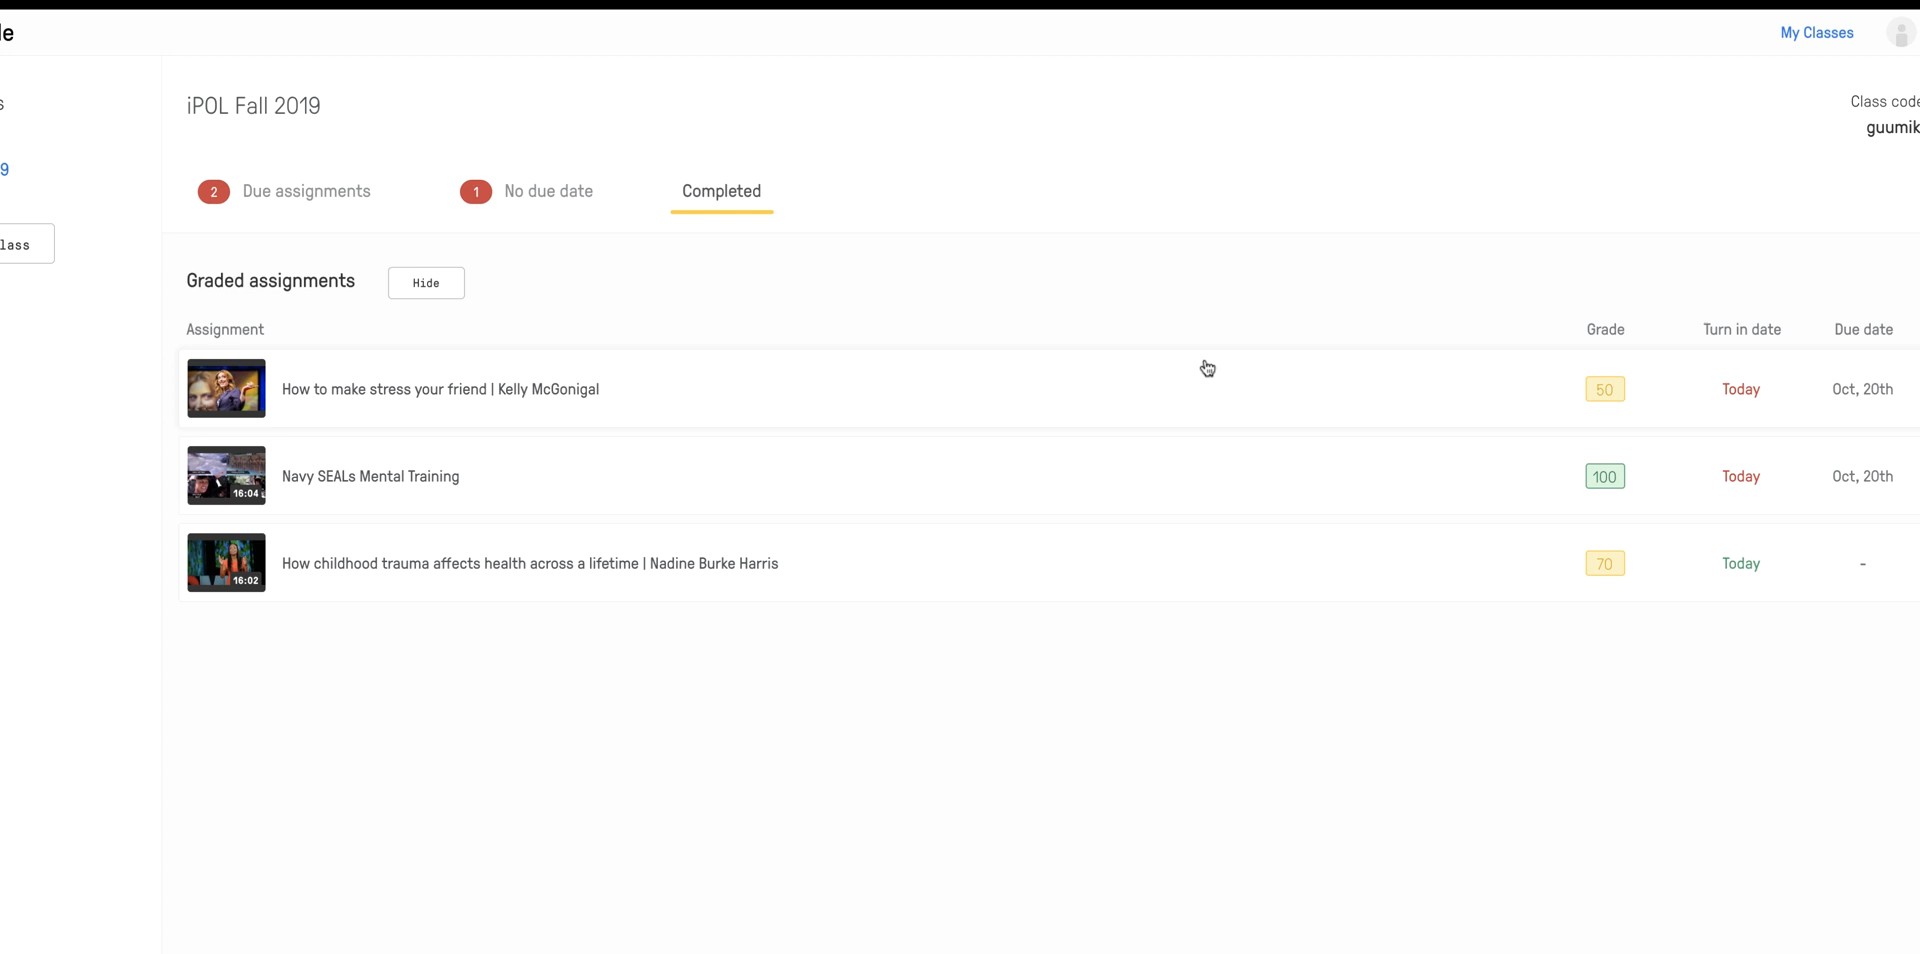 le
My Classes
s
iPOL Fall 2019
Class code
guumik
9
2 Due assignments
1 No due date
Completed
lass
Graded assignments
Hide
Assignment
Grade
Turn in date
Due date
How to make stress your friend | Kelly McGonigal
50
Today
Oct, 20th
16:04
Navy SEALs Mental Training
100
Today
Oct, 20th
16:02
How childhood trauma affects health across a lifetime | Nadine Burke Harris
70
Today
-